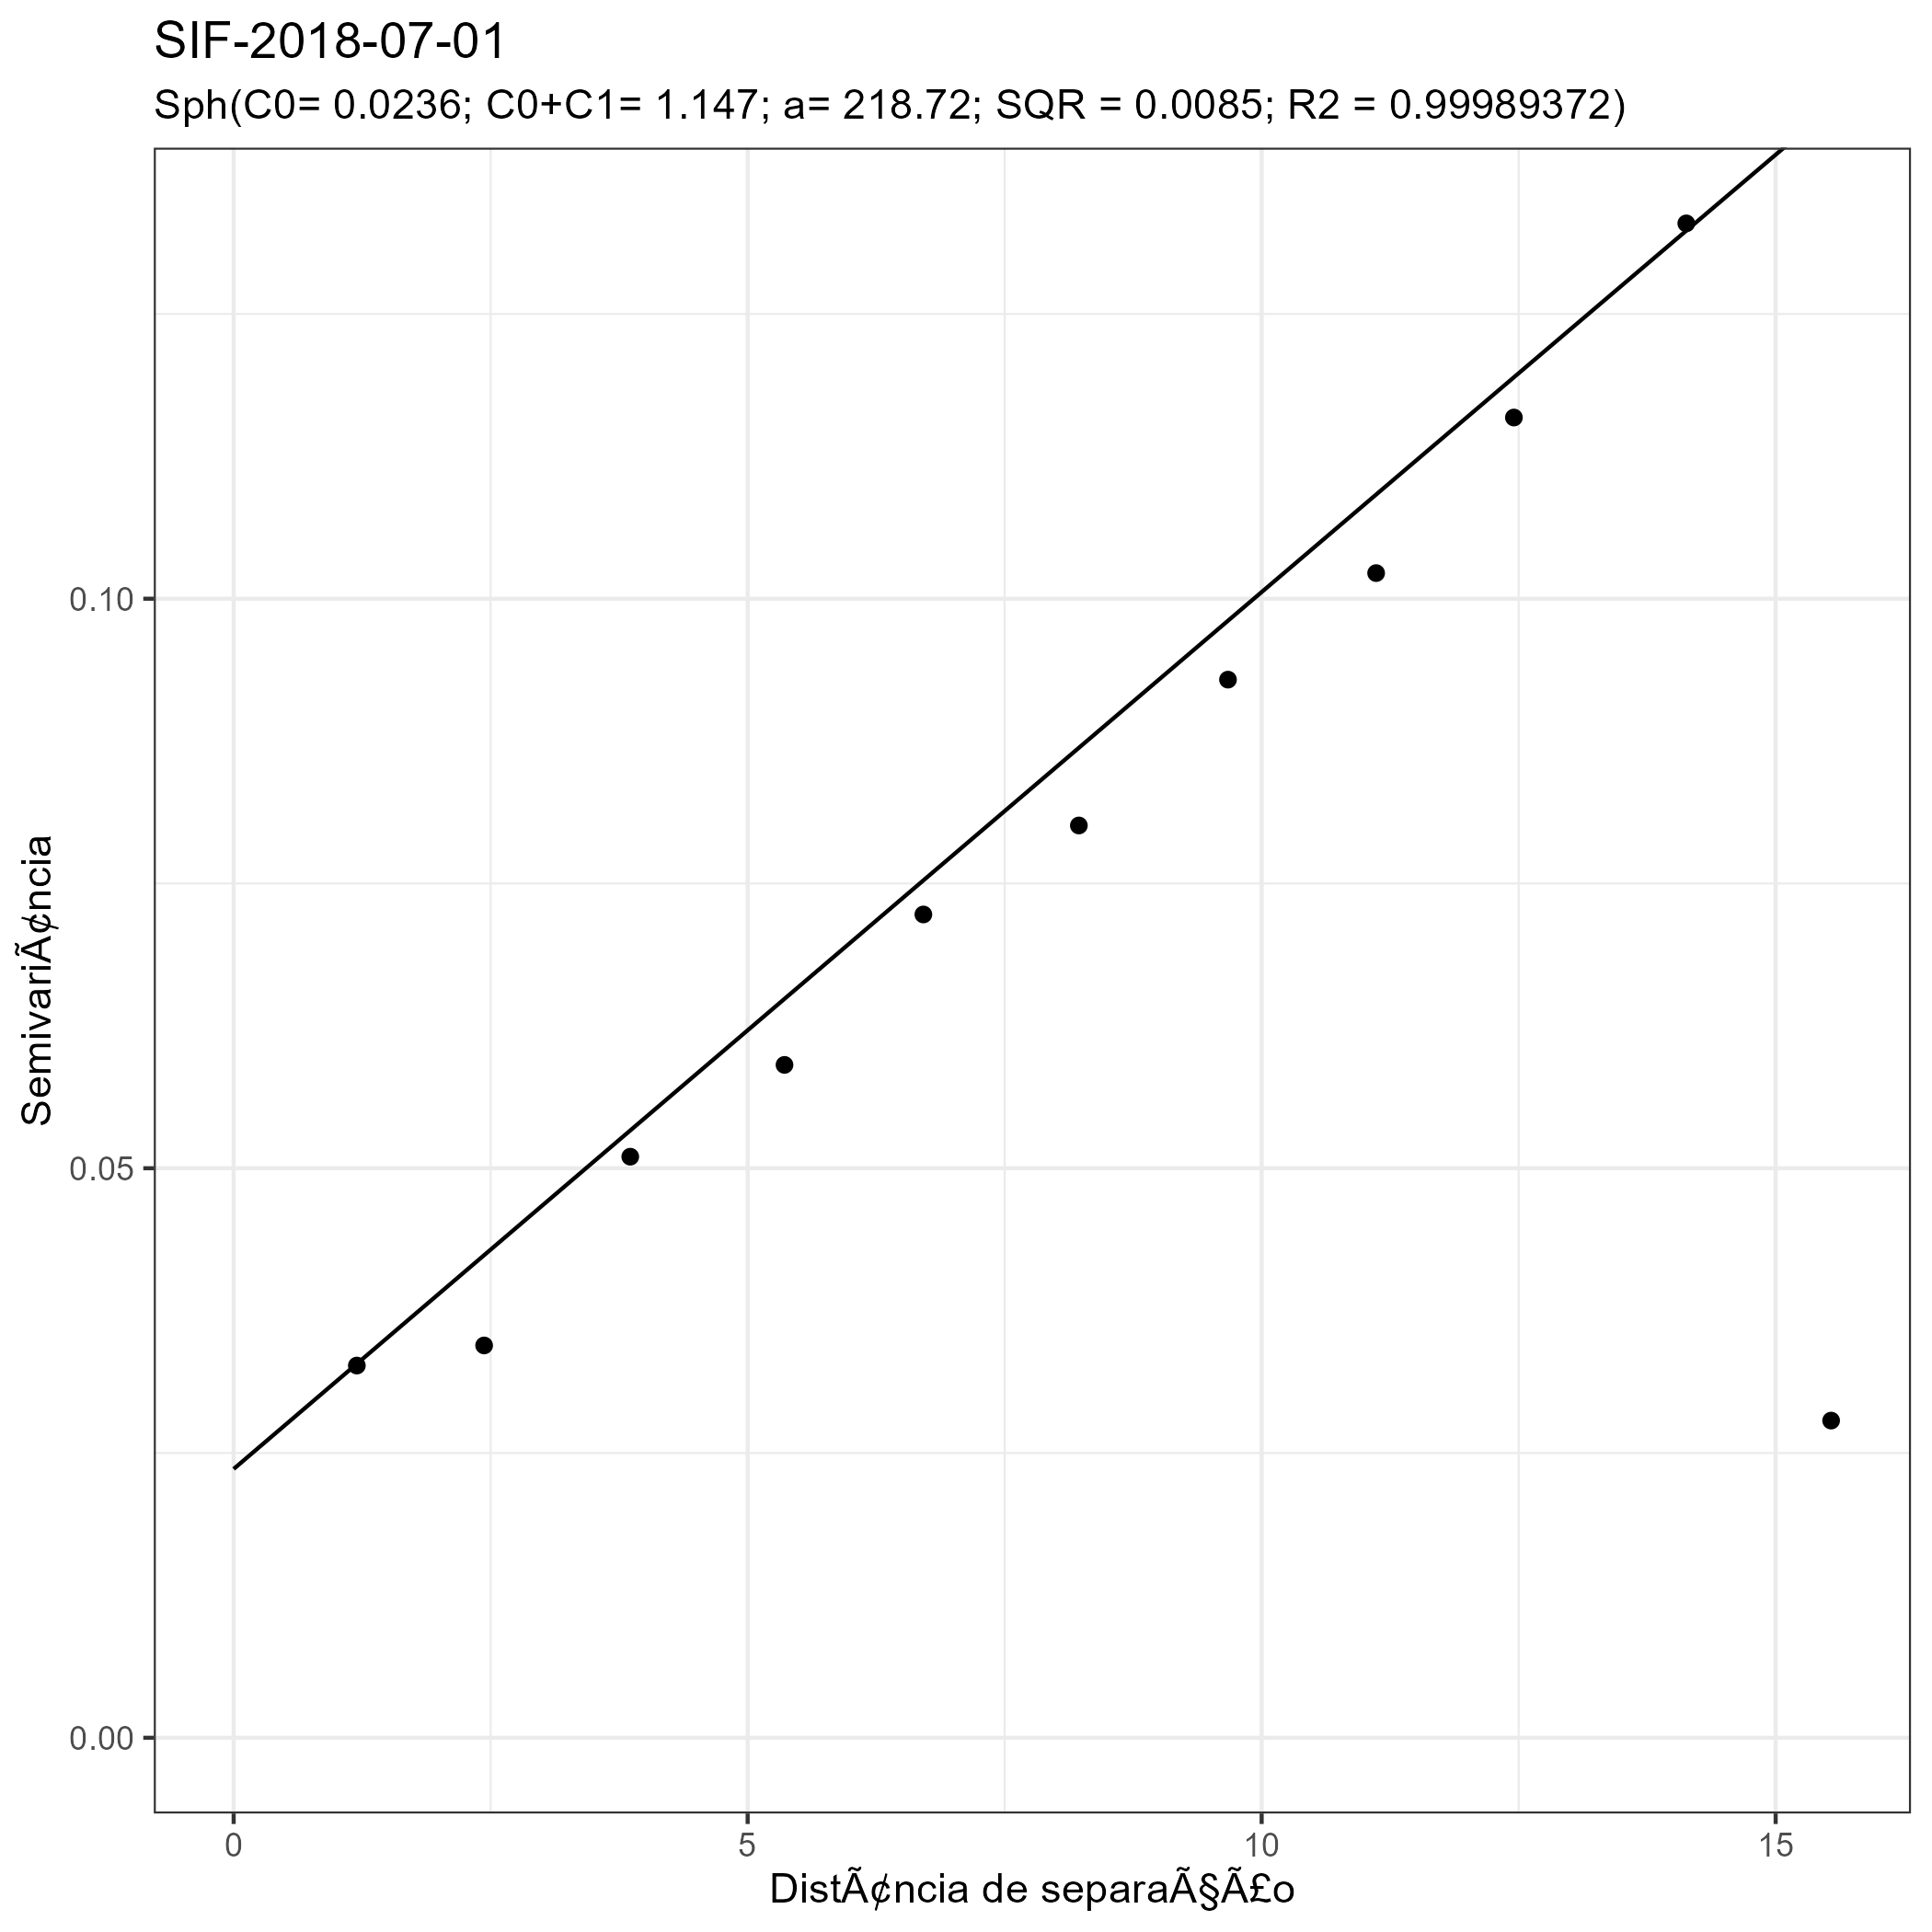 SIF-2018-07-01
Sph(C0= 0.0236; C0+C1= 1.147; a= 218.72; SQR = 0.0085; R2 = 0.99989372)
SemivariÃ¢ncia
0.10
0.05
0.00
0
5
10
15
DistÃ¢ncia de separaÃ§Ã£o